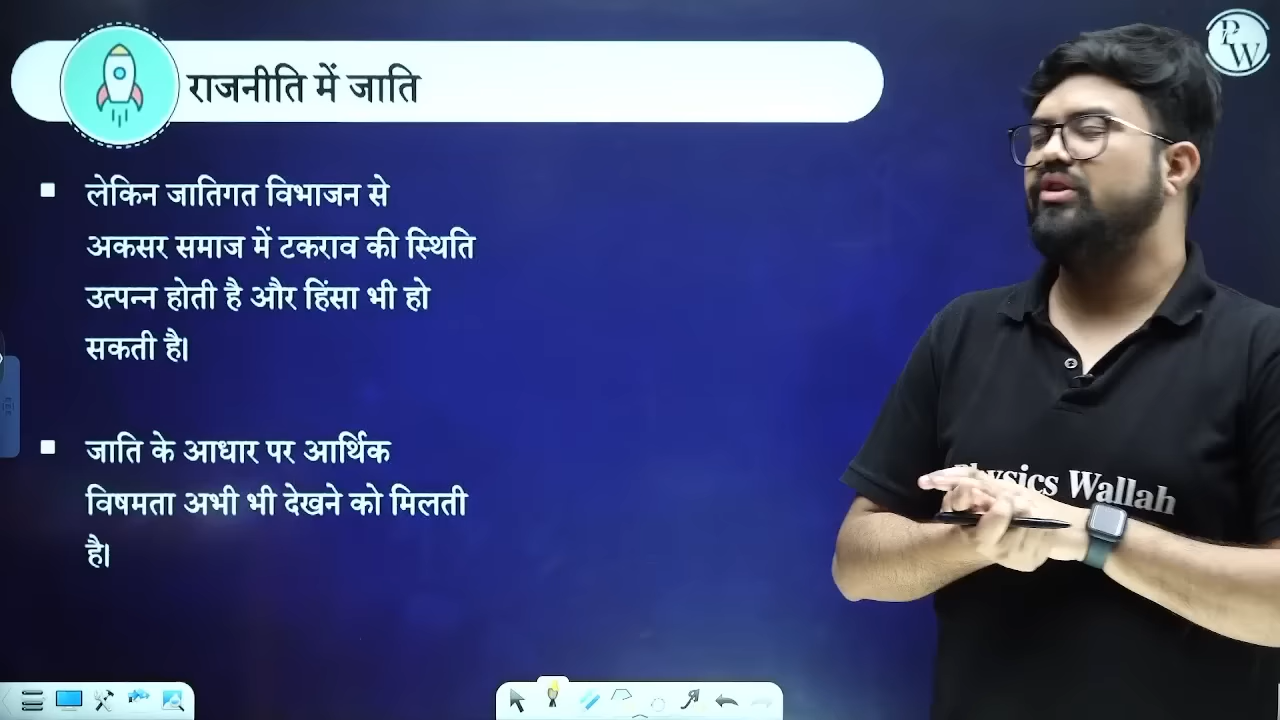 राजनीति में जाति
PW
लेकिन जातिगत विभाजन से
अकसर समाज में टकराव की स्थिति
उत्पन्न होती है और हिंसा भी हो
सकती है।
जाति के आधार पर आर्थिक
विषमता अभी भी देखने को मिलती
है।
Physics Wallah